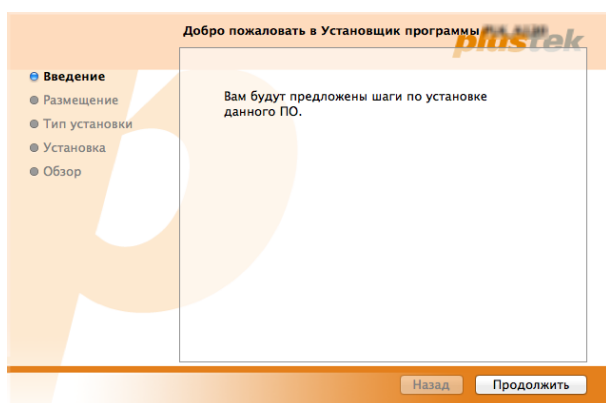 Добро пожаловать в Установщик программы
plustek
Введение
Размещение
Тип установки
Установка
Обзор
Вам будут предложены шаги по установке
данного ПО.
Назад
Продолжить